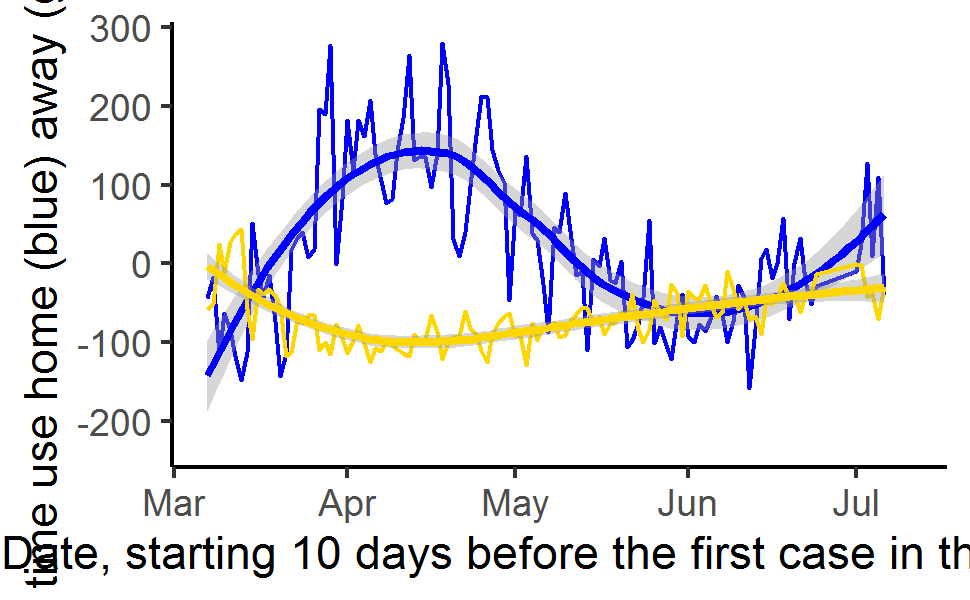 time use home (blue) away (
300
200
100
0
-100
-200
Mar Apr May Jun Jul
Date, starting 10 days before the first case in th